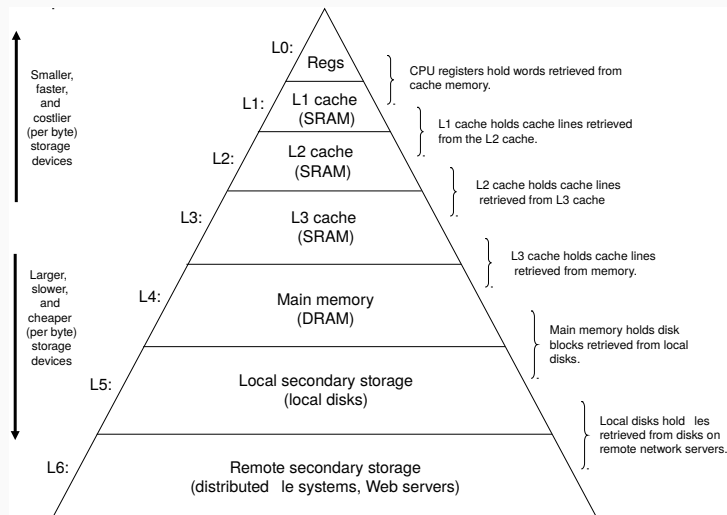 L0:
Regs
CPU registers hold words retrieved from
cache memory.
Smaller,
faster,
and
costlier
(per byte)
storage
devices
L1:
L1 cache
(SRAM)
L1 cache holds cache lines retrieved
from the L2 cache.
L2:
L2 cache
(SRAM)
L2 cache holds cache lines
retrieved from L3 cache
L3:
L3 cache
(SRAM)
L3 cache holds cache lines
retrieved from memory.
Larger,
slower,
and
cheaper
(per byte)
storage
devices
L4:
Main memory
(DRAM)
Main memory holds disk
blocks retrieved from local
disks.
L5:
Local secondary storage
(local disks)
Local disks hold les
retrieved from disks on
remote network servers.
L6:
Remote secondary storage
(distributed le systems, Web servers)